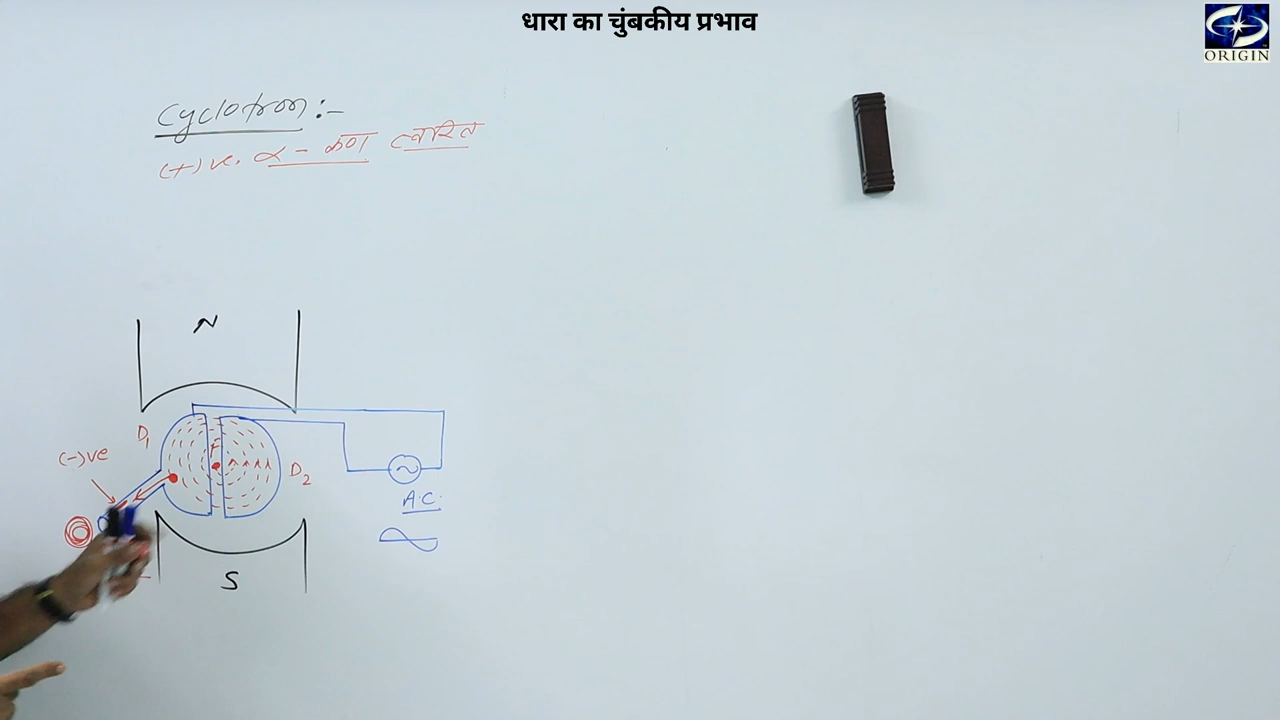 धारा का चुंबकीय प्रभाव
ORIGIN
Cyclotron :-
(+)ve. α - कण त्वरित
N
D1
(-)ve
D2
A.C.
S